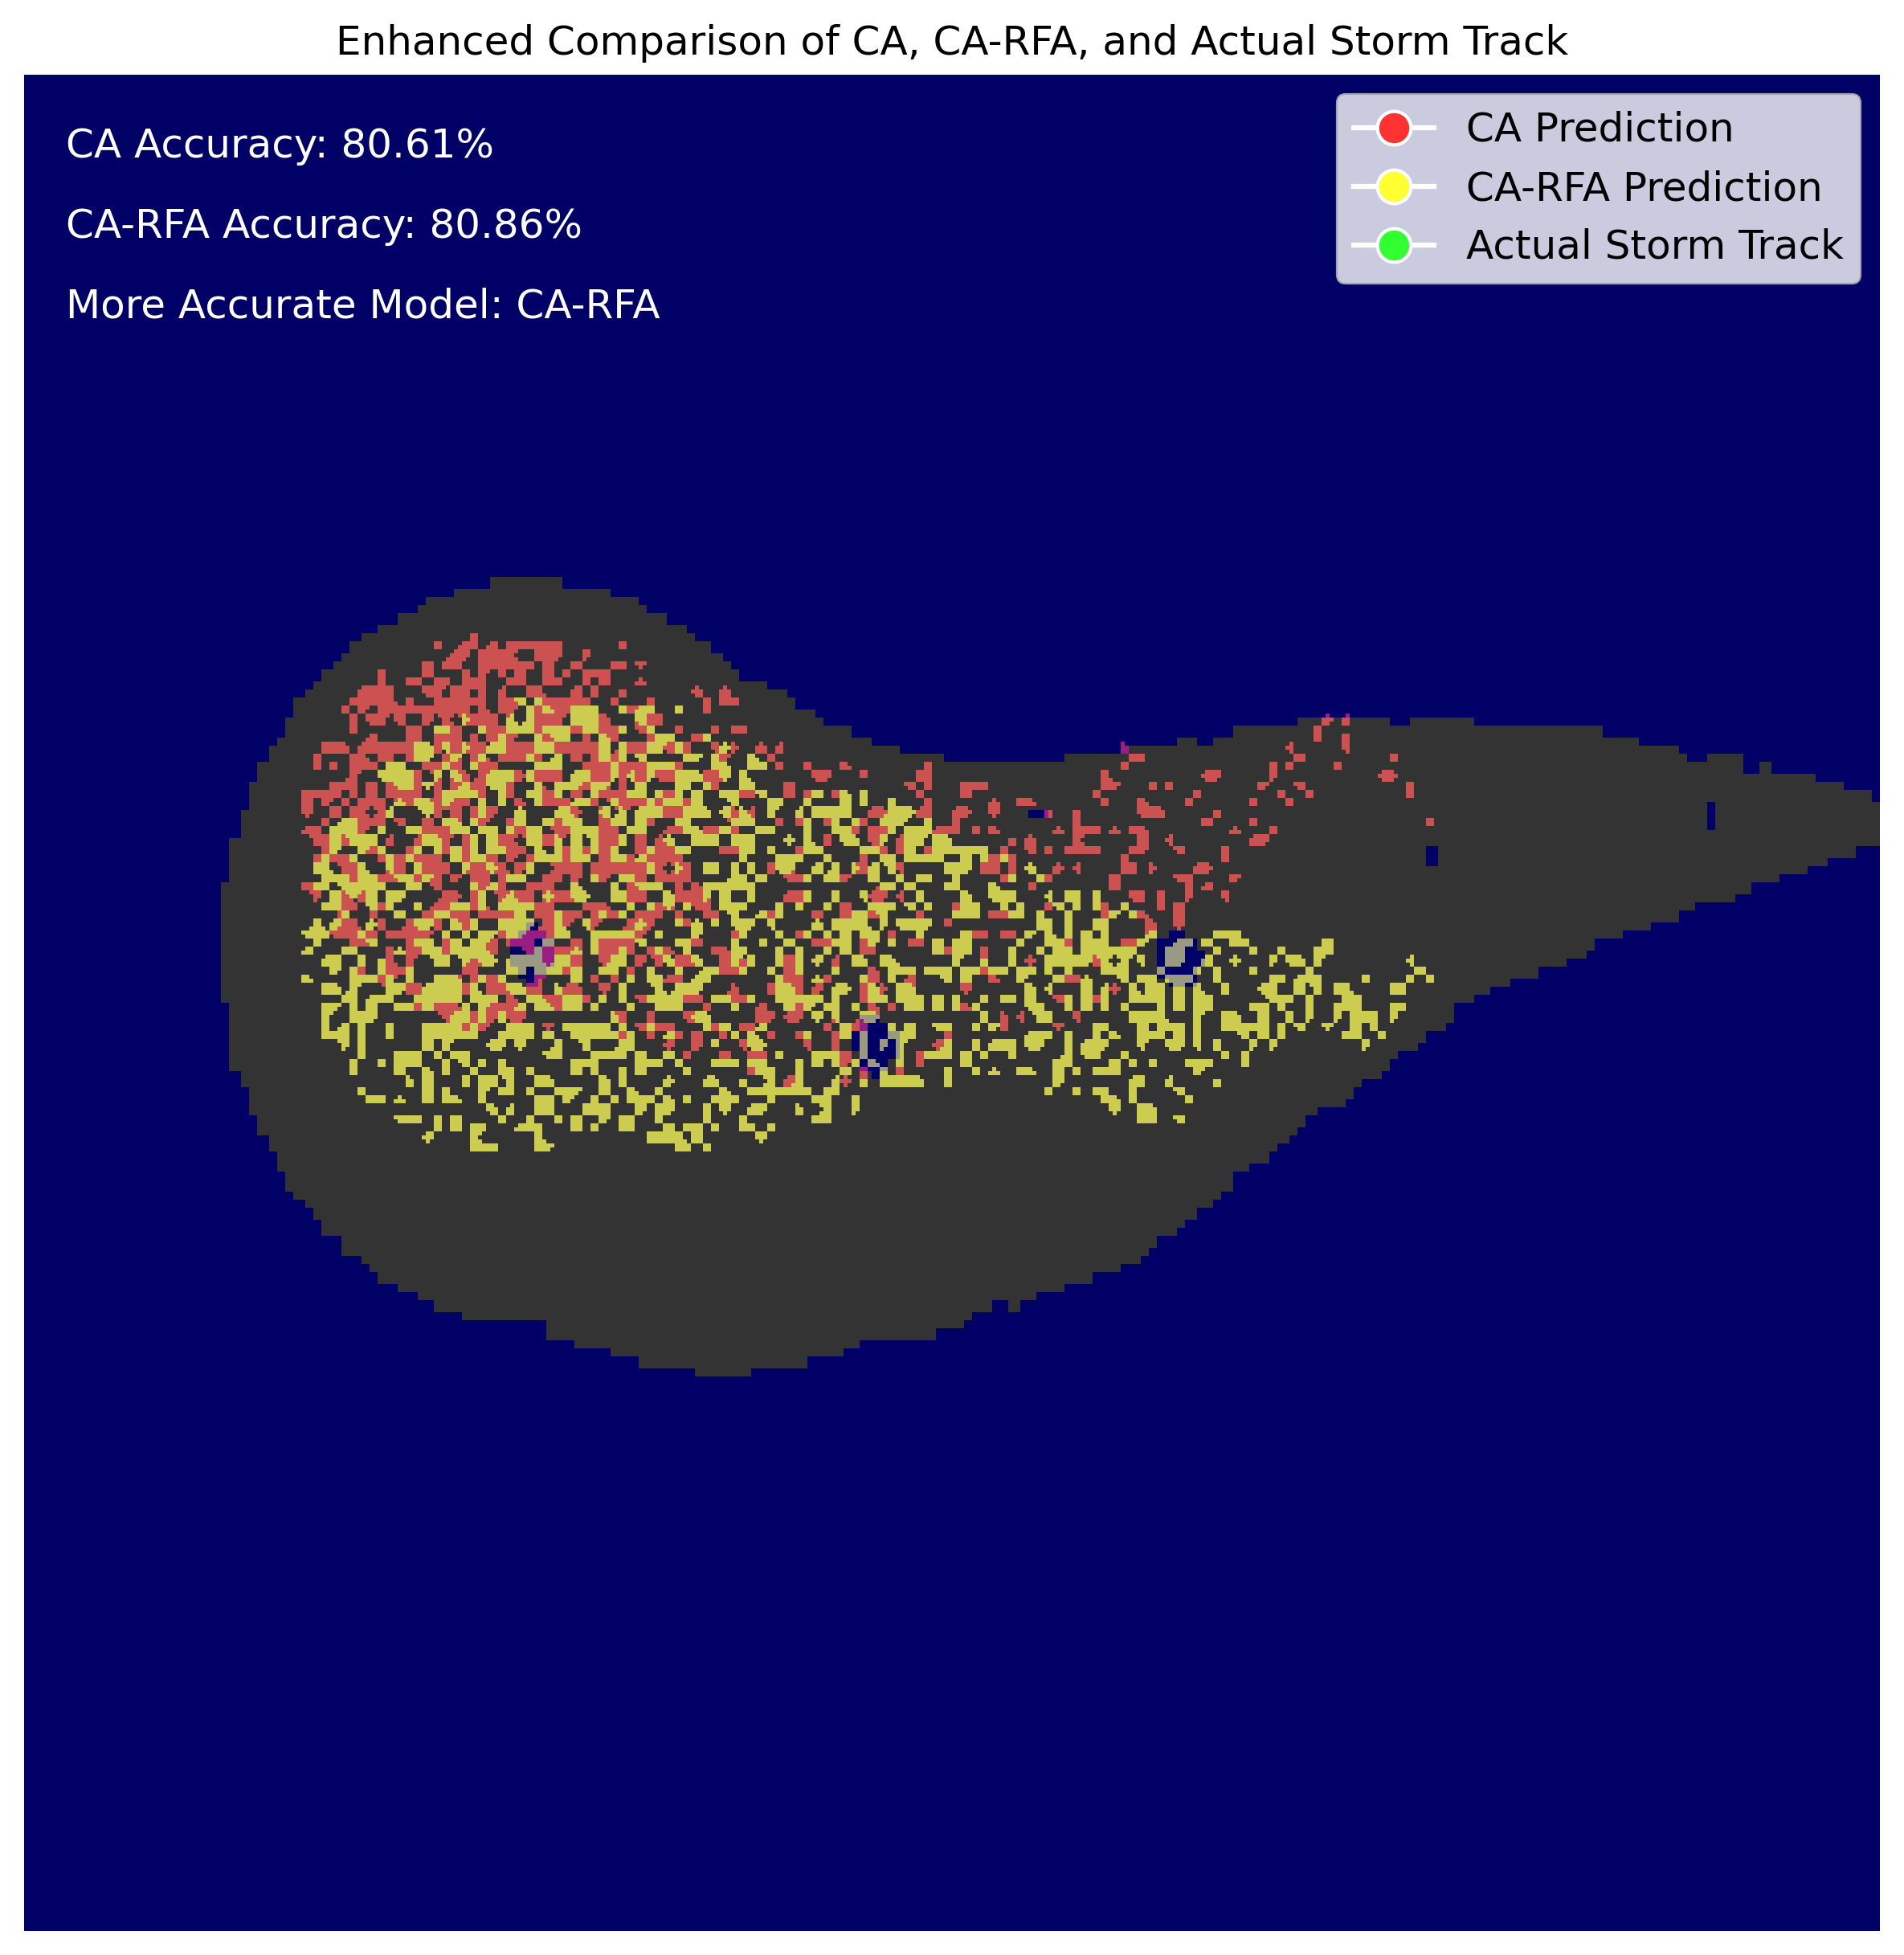 Enhanced Comparison of CA, CA-RFA, and Actual Storm Track
CA Accuracy: 80.61%
CA-RFA Accuracy: 80.86%
More Accurate Model: CA-RFA
CA Prediction
CA-RFA Prediction
Actual Storm Track